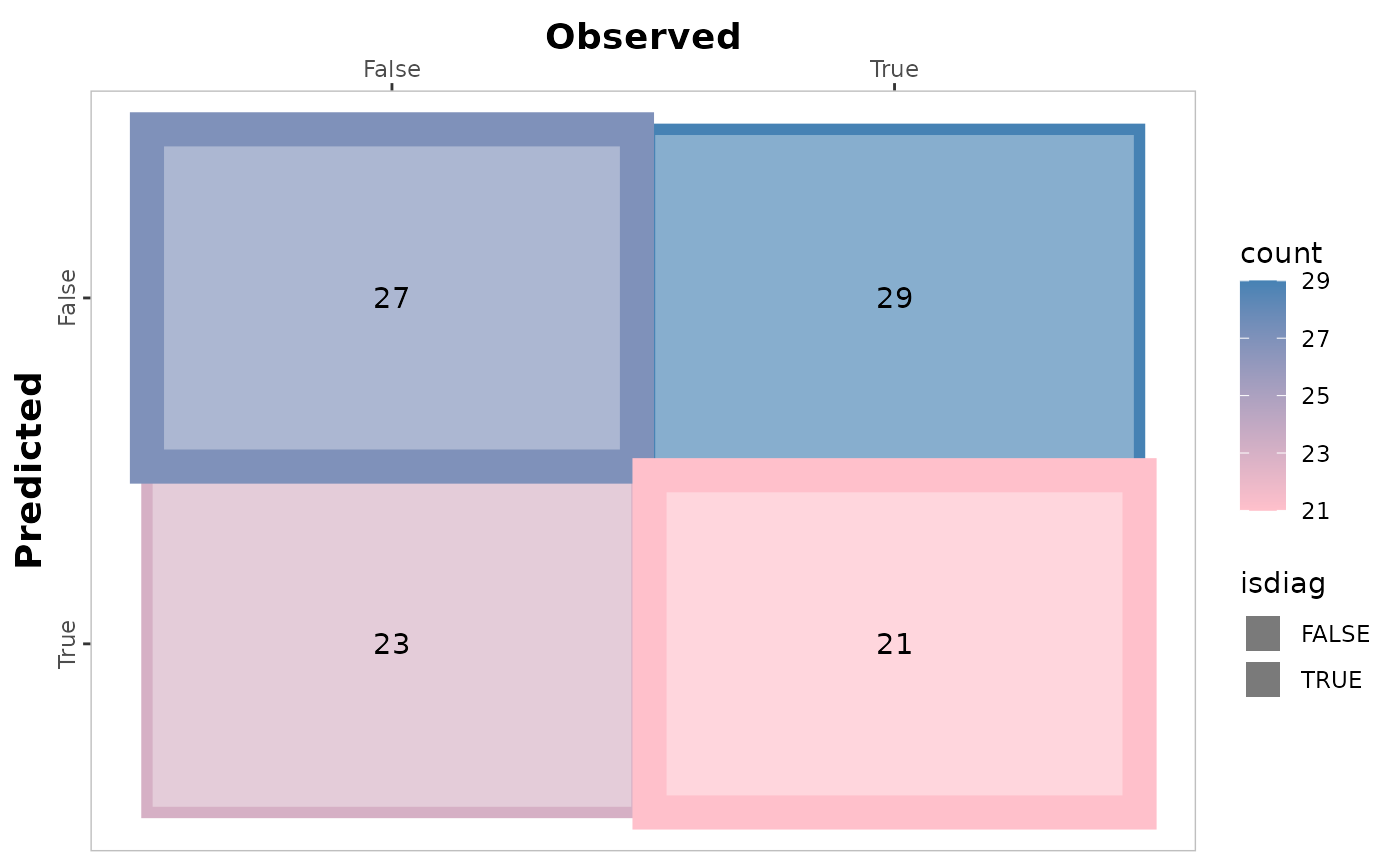 Observed
False True
False
27 29
True
23 21
Predicted
count
29
27
25
23
21
isdiag
FALSE
TRUE